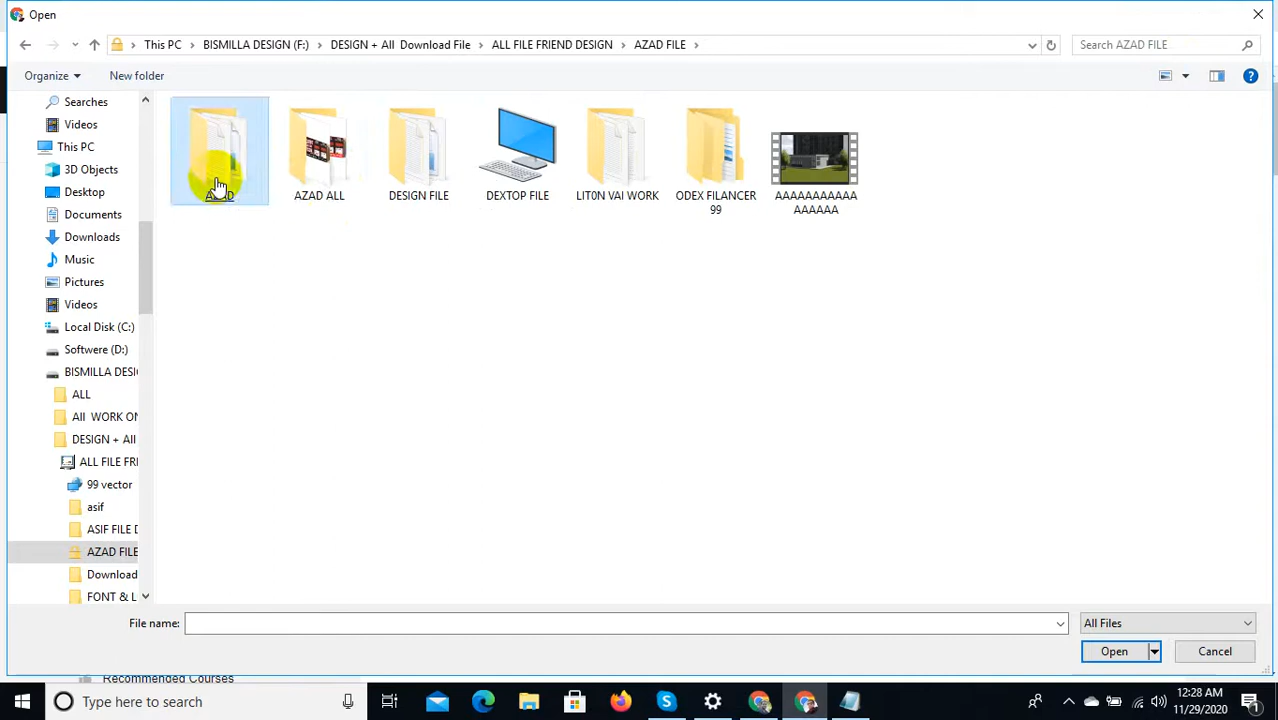 Open
This PC
BISMILLA DESIGN (F:)
DESIGN + All Download File
ALL FILE FRIEND DESIGN
AZAD FILE
Search AZAD FILE
Organize
New folder
Searches
Videos
This PC
3D Objects
Desktop
Documents
Downloads
Music
Pictures
Videos
Local Disk (C:)
Softwere (D:)
BISMILLA DESI
ALL
All WORK ON
DESIGN + All
ALL FILE FRI
99 vector
asif
ASIF FILE D
AZAD FILE
Download
FONT & L
AZAD ALL
DESIGN FILE
DEXTOP FILE
LIT0N VAI WORK
ODEX FILANCER
99
AAAAAAAAAAA
AAAAAA
File name:
All Files
Open
Cancel
Recommended Courses
Type here to search
12:28 AM
11/29/2020